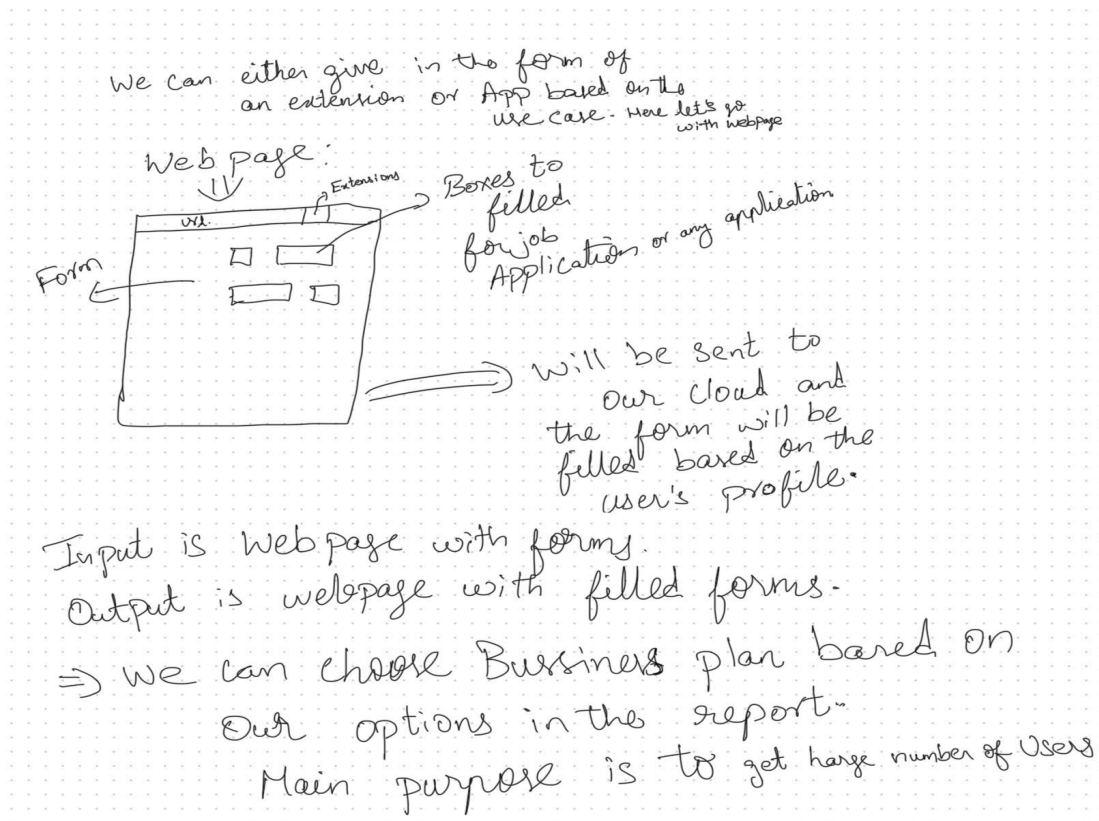 We can either give in the form of
an extension or App based on the
use case. Here let's go
with webpage
Web page:
Extensions
url.
Boxes to
filled
for job
Application or any application
Form
Will be sent to
our cloud and
the form will be
filled based on the
user's profile.
Input is Web page with forms.
Output is webpage with filled forms.
⇒ We can choose Bussiness plan based on
our options in the report.
Main purpose is to get harge number of Users